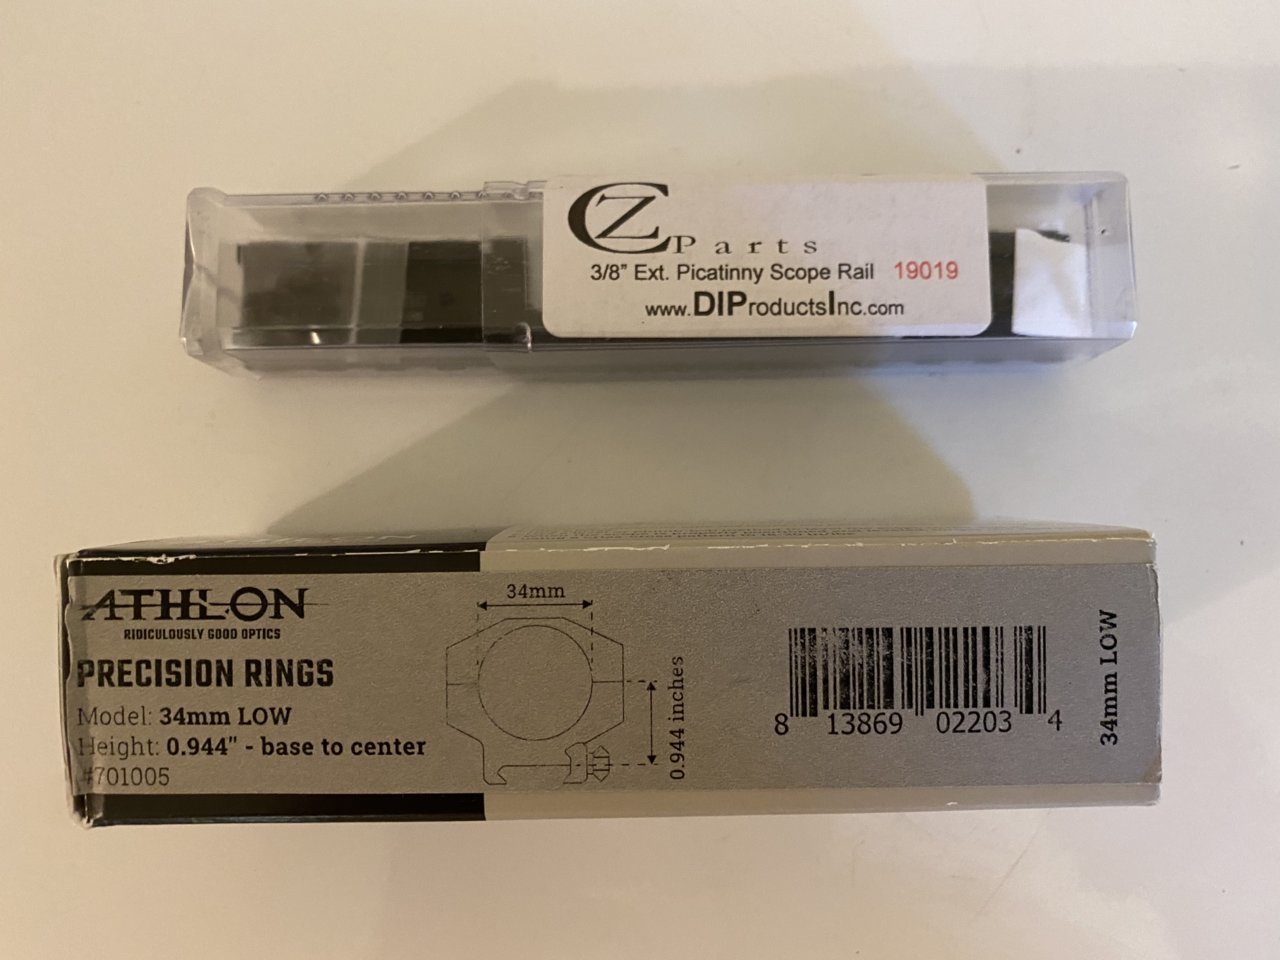 CZ Parts
3/8" Ext. Picatinny Scope Rail 19019
www.DIProductsInc.com
ATHLON
RIDICULOUSLY GOOD OPTICS
PRECISION RINGS
Model: 34mm LOW
Height: 0.944" - base to center
#701005
34mm
0.944 inches
8 13869 02203 4
34mm LOW